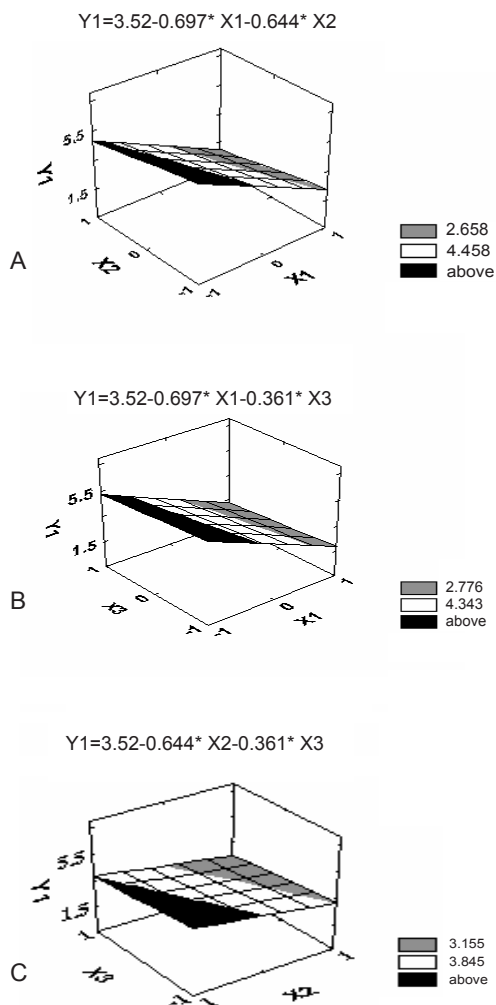 Y1=3.52-0.697* X1-0.644* X2
5.5
Y1
1.5
1
X2
0
-1
-1
0
X1
1
2.658
4.458
above
A
Y1=3.52-0.697* X1-0.361* X3
5.5
Y1
1.5
1
X3
0
-1
-1
0
X1
1
2.776
4.343
above
B
Y1=3.52-0.644* X2-0.361* X3
5.5
Y1
1.5
1
X3
-1
X2
1
3.155
3.845
above
C